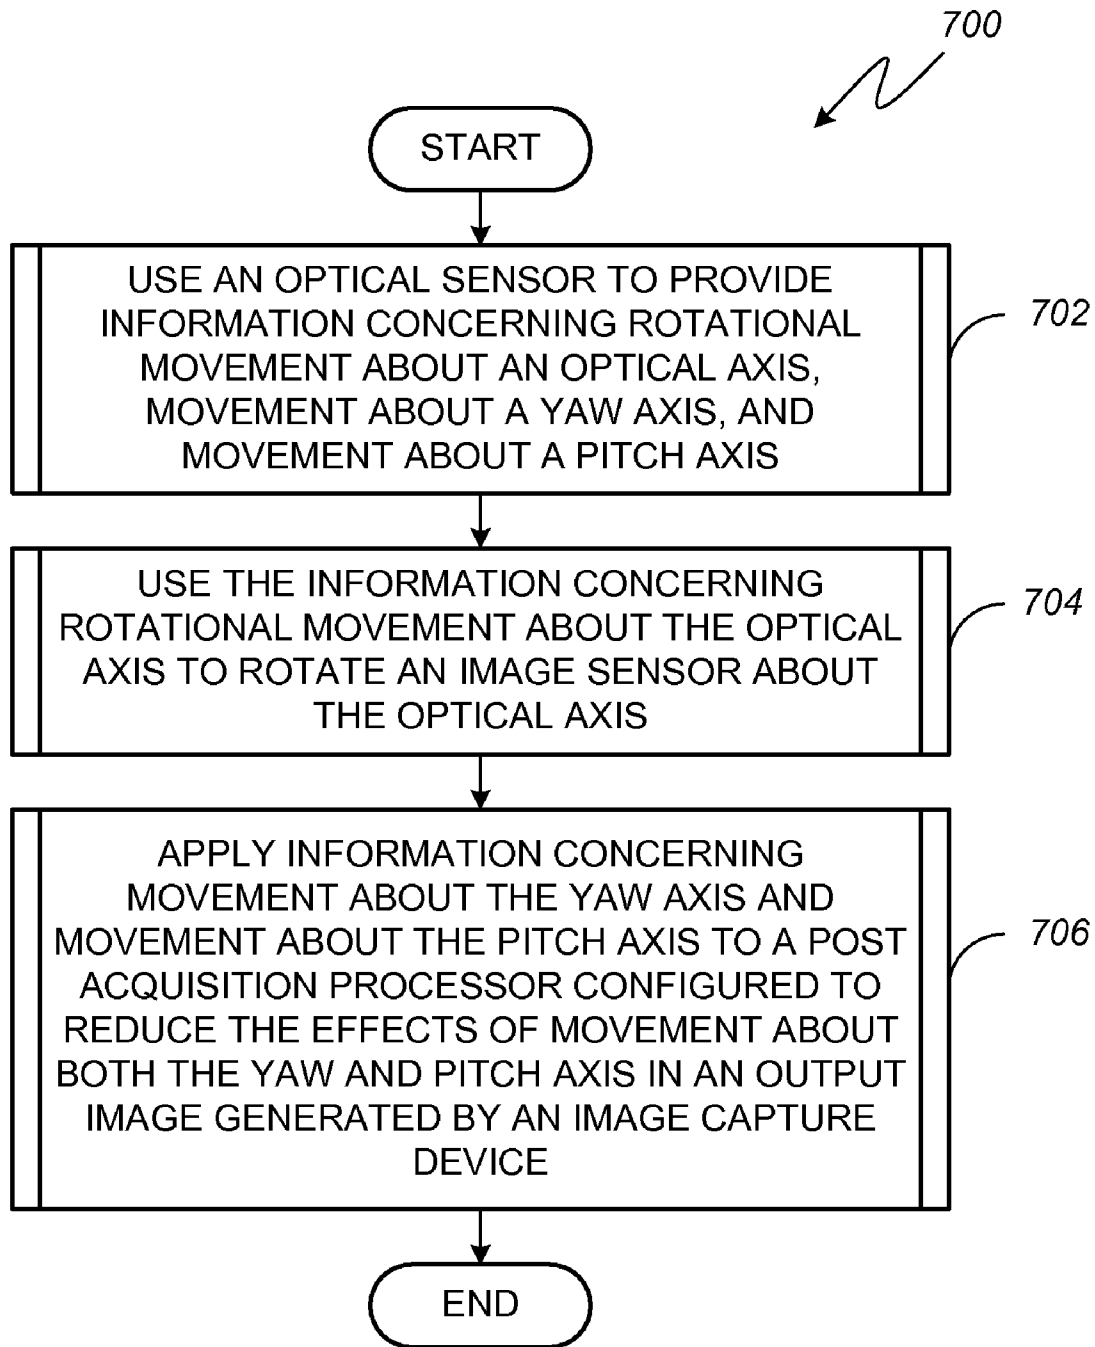 700
START
USE AN OPTICAL SENSOR TO PROVIDE
INFORMATION CONCERNING ROTATIONAL
MOVEMENT ABOUT AN OPTICAL AXIS,
MOVEMENT ABOUT A YAW AXIS, AND
MOVEMENT ABOUT A PITCH AXIS
702
USE THE INFORMATION CONCERNING
ROTATIONAL MOVEMENT ABOUT THE OPTICAL
AXIS TO ROTATE AN IMAGE SENSOR ABOUT
THE OPTICAL AXIS
704
APPLY INFORMATION CONCERNING
MOVEMENT ABOUT THE YAW AXIS AND
MOVEMENT ABOUT THE PITCH AXIS TO A POST
ACQUISITION PROCESSOR CONFIGURED TO
REDUCE THE EFFECTS OF MOVEMENT ABOUT
BOTH THE YAW AND PITCH AXIS IN AN OUTPUT
IMAGE GENERATED BY AN IMAGE CAPTURE
DEVICE
706
END